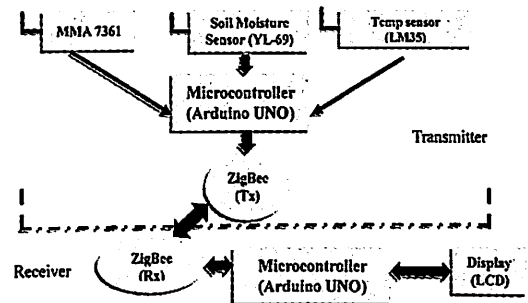 MMA 7361
Soil Moisture
Sensor (YL-69)
Temp sensor
(LM35)
Microcontroller
(Arduino UNO)
Transmitter
ZigBee
(Tx)
Receiver
ZigBee
(Rx)
Microcontroller
(Arduino UNO)
Display
(LCD)